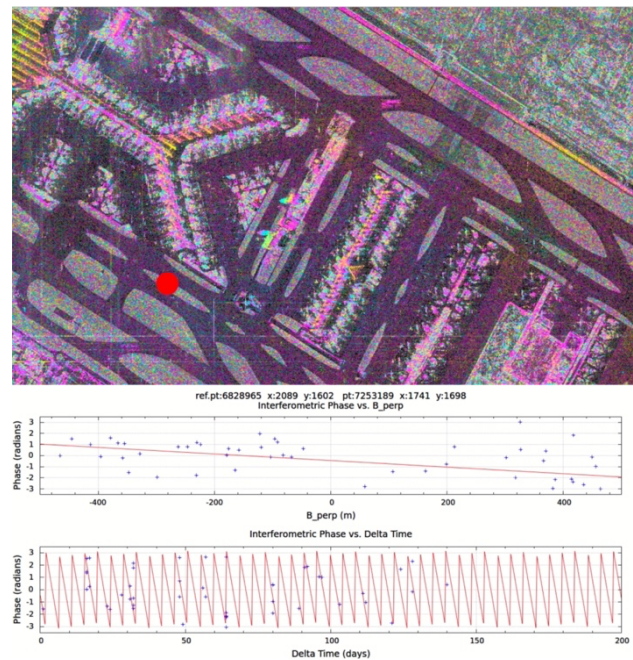 ref.pt:6828965 x:2089 y:1602 pt:7253189 x:1741 y:1698
Interferometric Phase vs. B_perp
Phase (radians)
3
2
1
0
-1
-2
-3
-400 -200 0 200 400
B_perp (m)
Interferometric Phase vs. Delta Time
Phase (radians)
3
2
1
0
-1
-2
-3
0 50 100 150 200
Delta Time (days)